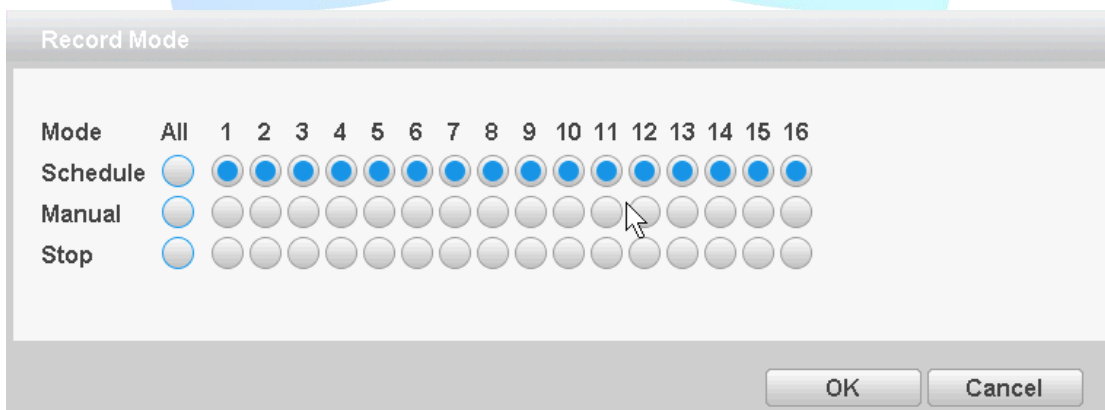 Record Mode
Mode All 1 2 3 4 5 6 7 8 9 10 11 12 13 14 15 16
Schedule
Manual
Stop
OK Cancel